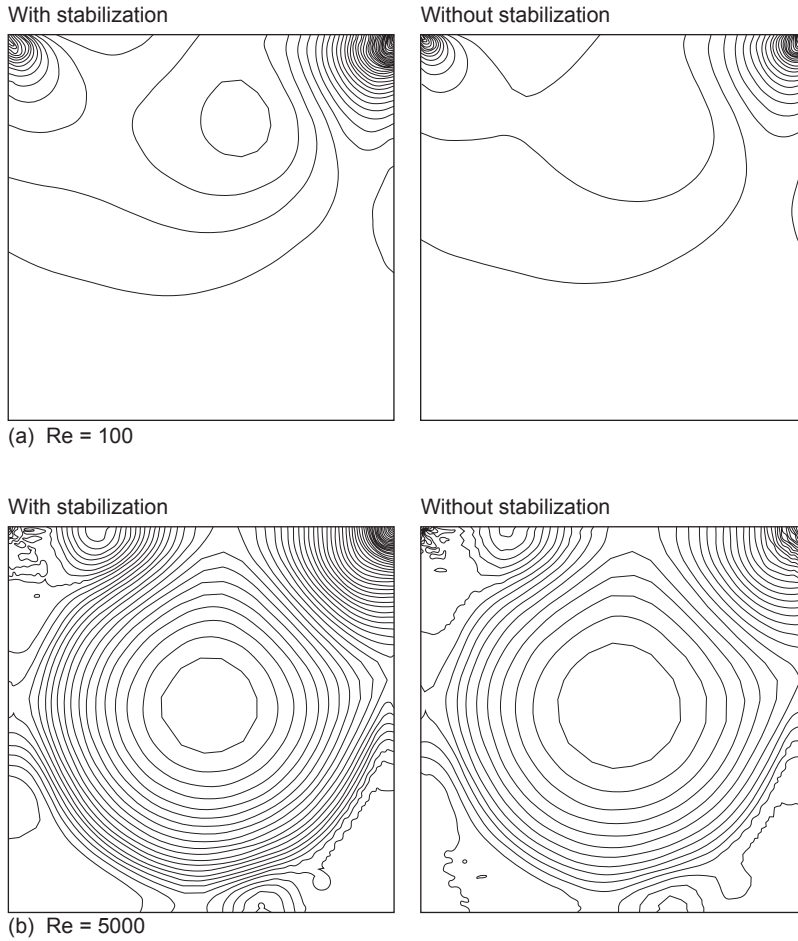 With stabilization
Without stabilization
(a) Re = 100
With stabilization
Without stabilization
(b) Re = 5000